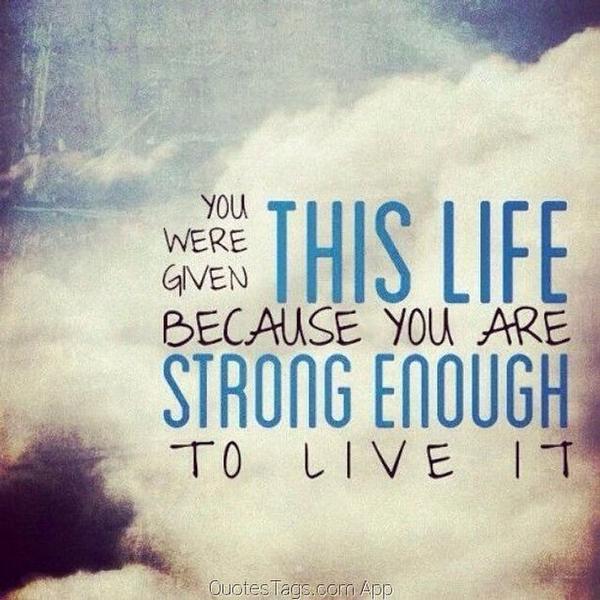 YOU
WERE
GIVEN
THIS LIFE
BECAUSE YOU ARE
STRONG ENOUGH
TO LIVE IT
QuotesTags.com App